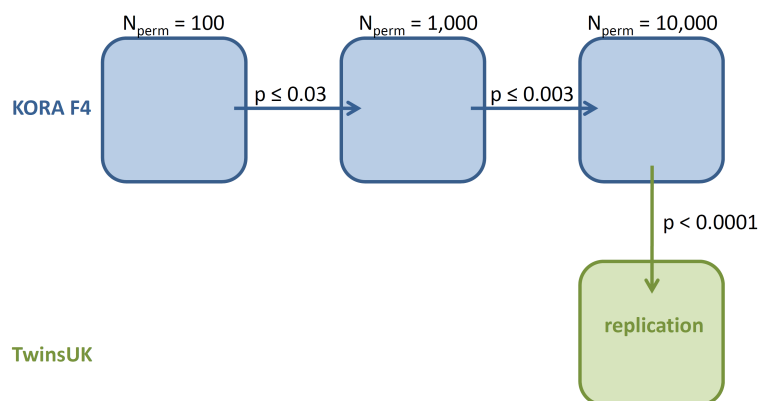 N_perm = 100
N_perm = 1,000
N_perm = 10,000
KORA F4
p ≤ 0.03
p ≤ 0.003
p < 0.0001
replication
TwinsUK